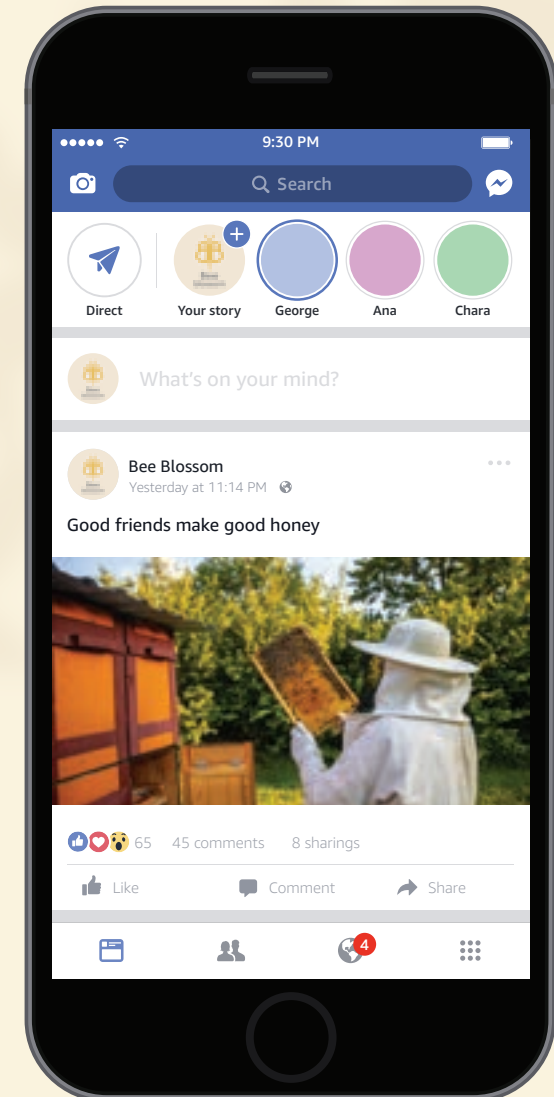 9:30 PM
Search
Direct
Your story
George
Ana
Chara
What's on your mind?
Bee Blossom
Yesterday at 11:14 PM
Good friends make good honey
65 45 comments 8 sharings
Like Comment Share
4